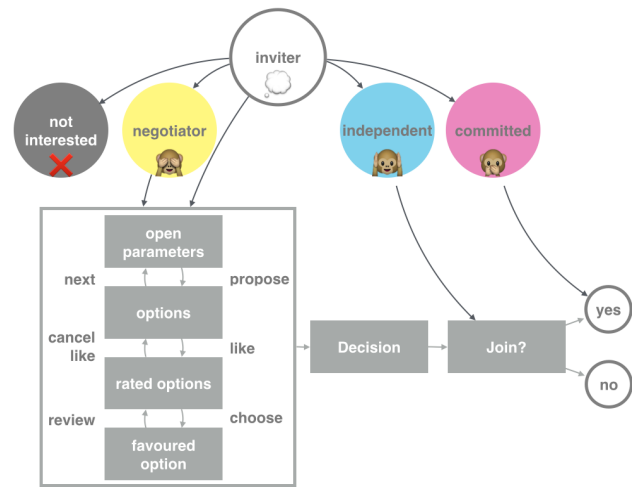 inviter
not
interested
negotiator
independent
committed
open
parameters
next
propose
options
cancel
like
like
rated options
review
choose
favoured
option
Decision
Join?
yes
no